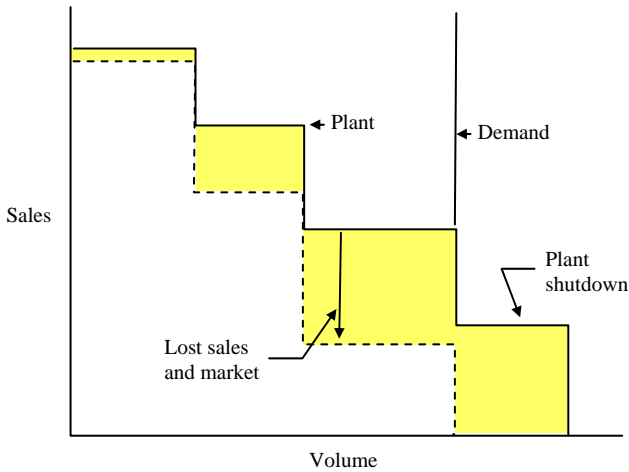 Plant
Demand
Sales
Plant
shutdown
Lost sales
and market
Volume